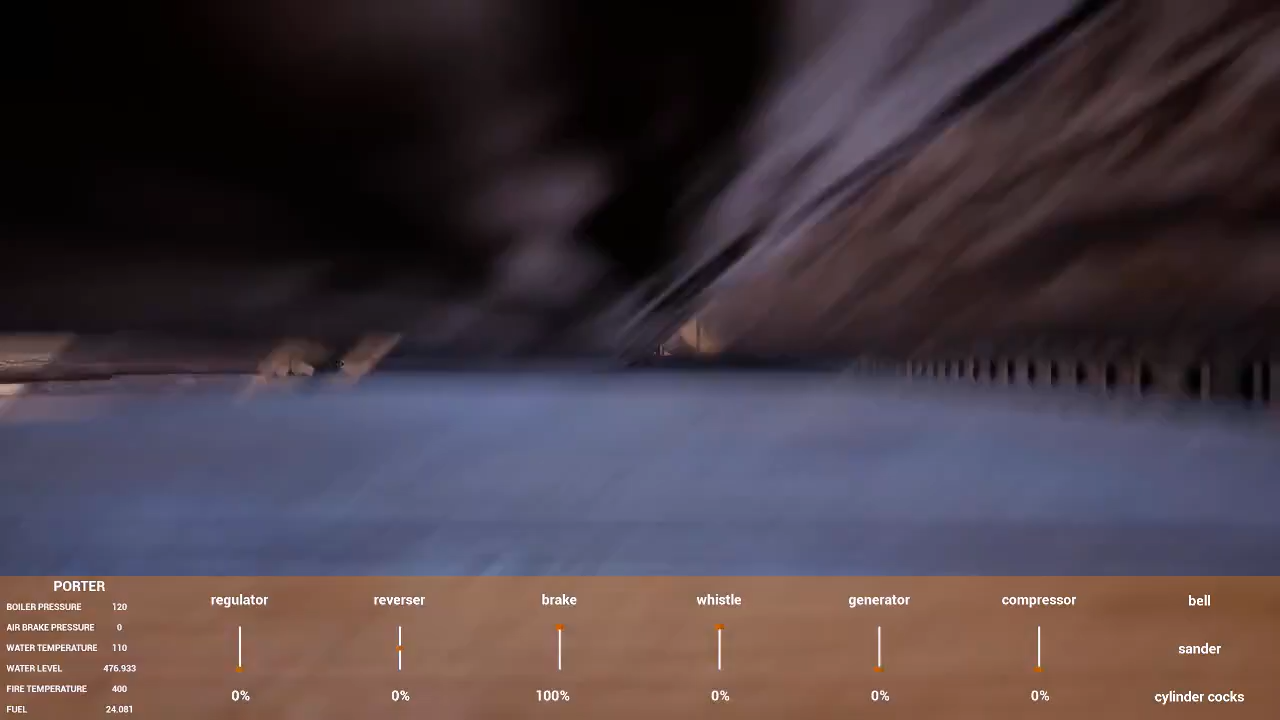 PORTER
BOILER PRESSURE 120
AIR BRAKE PRESSURE 0
WATER TEMPERATURE 110
WATER LEVEL 476.933
FIRE TEMPERATURE 400
FUEL 24.081
regulator
0%
reverser
0%
brake
100%
whistle
0%
generator
0%
compressor
0%
bell
sander
cylinder cocks